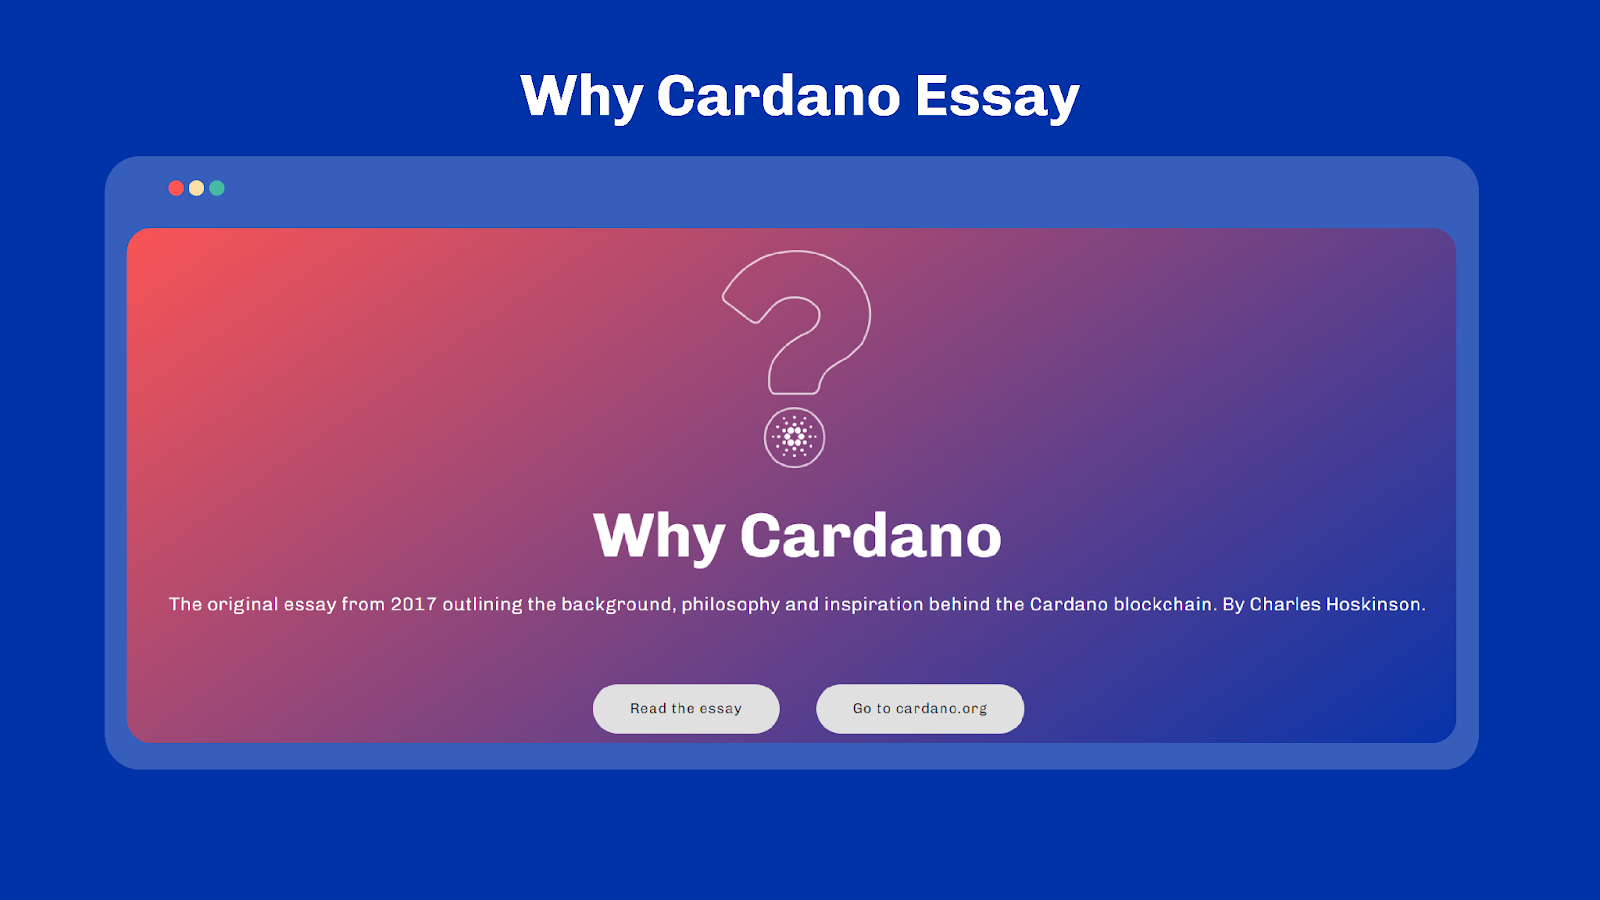 Why Cardano Essay
Why Cardano
The original essay from 2017 outlining the background, philosophy and inspiration behind the Cardano blockchain. By Charles Hoskinson.
Read the essay
Go to cardano.org